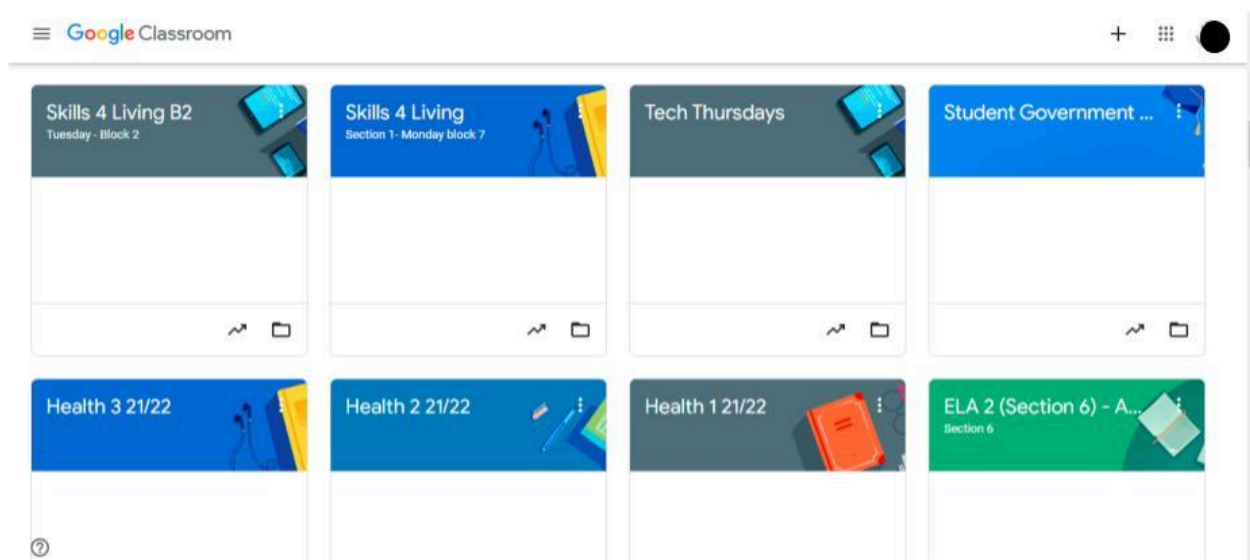 Google Classroom
Skills 4 Living B2
Tuesday - Block 2
Skills 4 Living
Section 1- Monday block 7
Tech Thursdays
Student Government ...
Health 3 21/22
Health 2 21/22
Health 1 21/22
ELA 2 (Section 6) - A...
Section 6